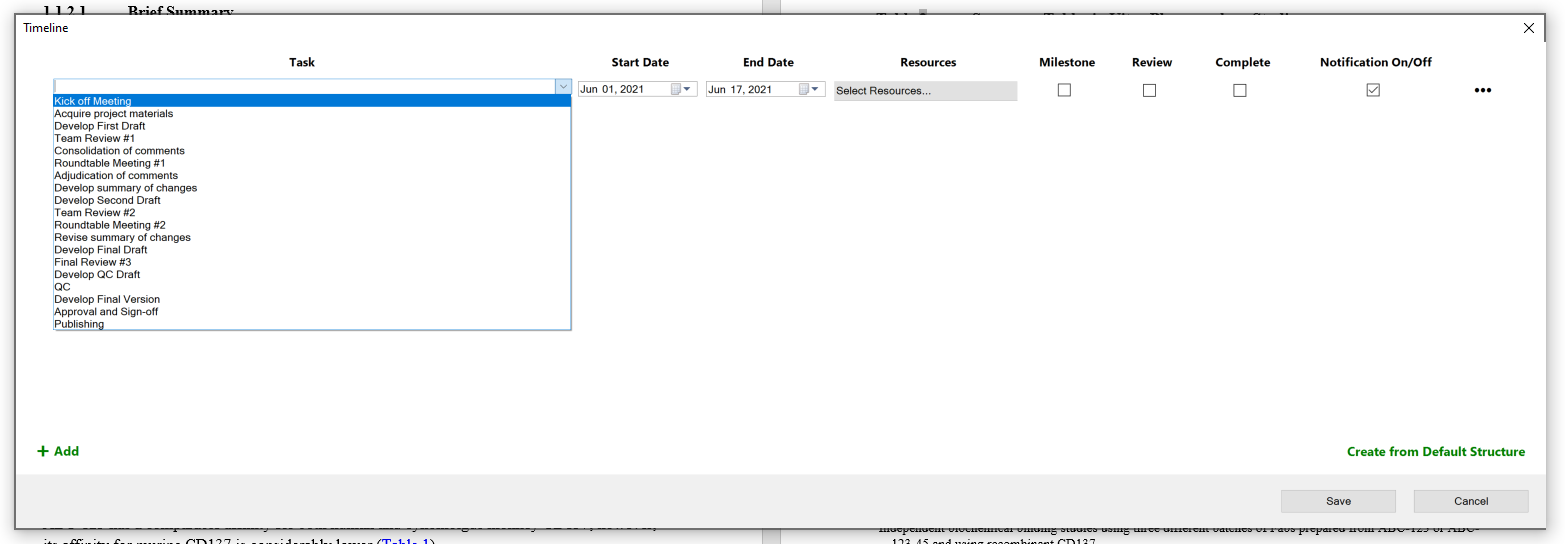 1.1.2.1 Brief Summary
Timeline
Task Start Date End Date Resources Milestone Review Complete Notification On/Off
Jun 01, 2021 Jun 17, 2021 Select Resources...
Kick off Meeting
Acquire project materials
Develop First Draft
Team Review #1
Consolidation of comments
Roundtable Meeting #1
Adjudication of comments
Develop summary of changes
Develop Second Draft
Team Review #2
Roundtable Meeting #2
Revise summary of changes
Develop Final Draft
Final Review #3
Develop QC Draft
QC
Develop Final Version
Approval and Sign-off
Publishing
+ Add
Create from Default Structure
Save Cancel
its affinity for murine CD137 is considerably lower (Table 1).
independent biochemical binding studies using three different batches of Fabs prepared from ABC-123 or ABC-
123-45 and using recombinant CD137